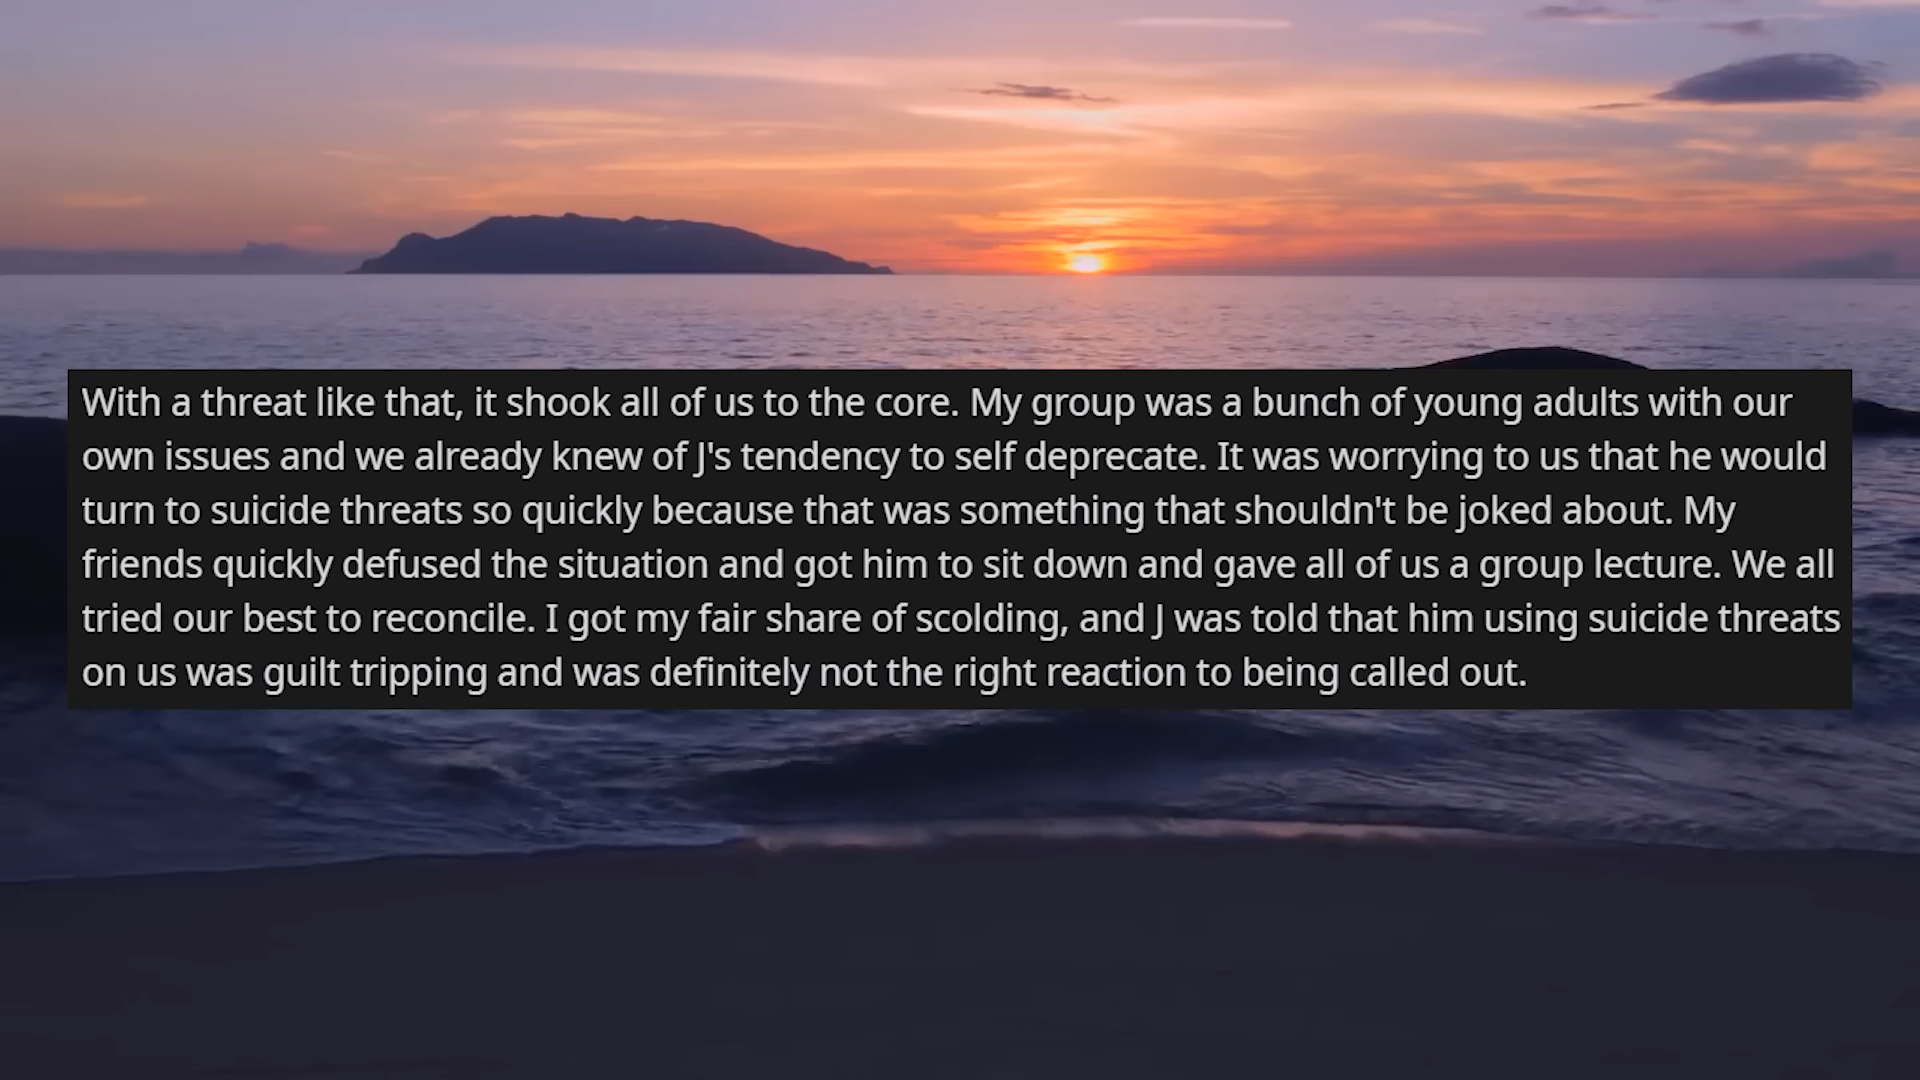 With a threat like that, it shook all of us to the core. My group was a bunch of young adults with our
own issues and we already knew of J's tendency to self deprecate. It was worrying to us that he would
turn to suicide threats so quickly because that was something that shouldn't be joked about. My
friends quickly defused the situation and got him to sit down and gave all of us a group lecture. We all
tried our best to reconcile. I got my fair share of scolding, and J was told that him using suicide threats
on us was guilt tripping and was definitely not the right reaction to being called out.